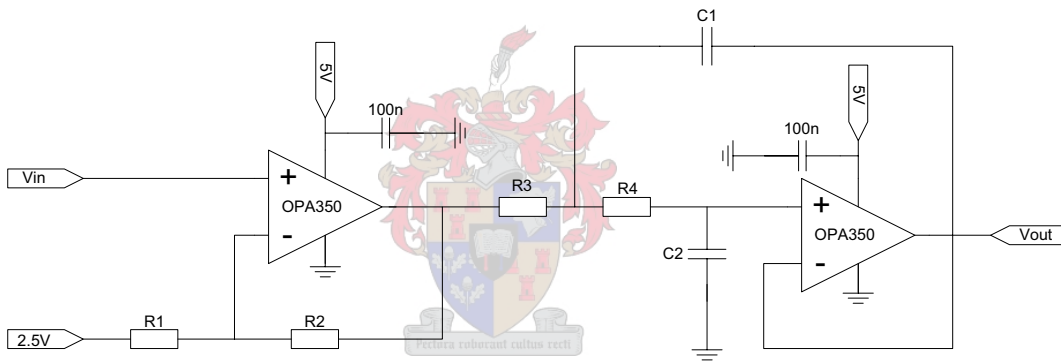 C1
5V
5V
100n
100n
Vin
+
OPA350
-
R3
R4
+
OPA350
-
C2
Vout
2.5V
R1
R2
Pectura roborant cultus recti